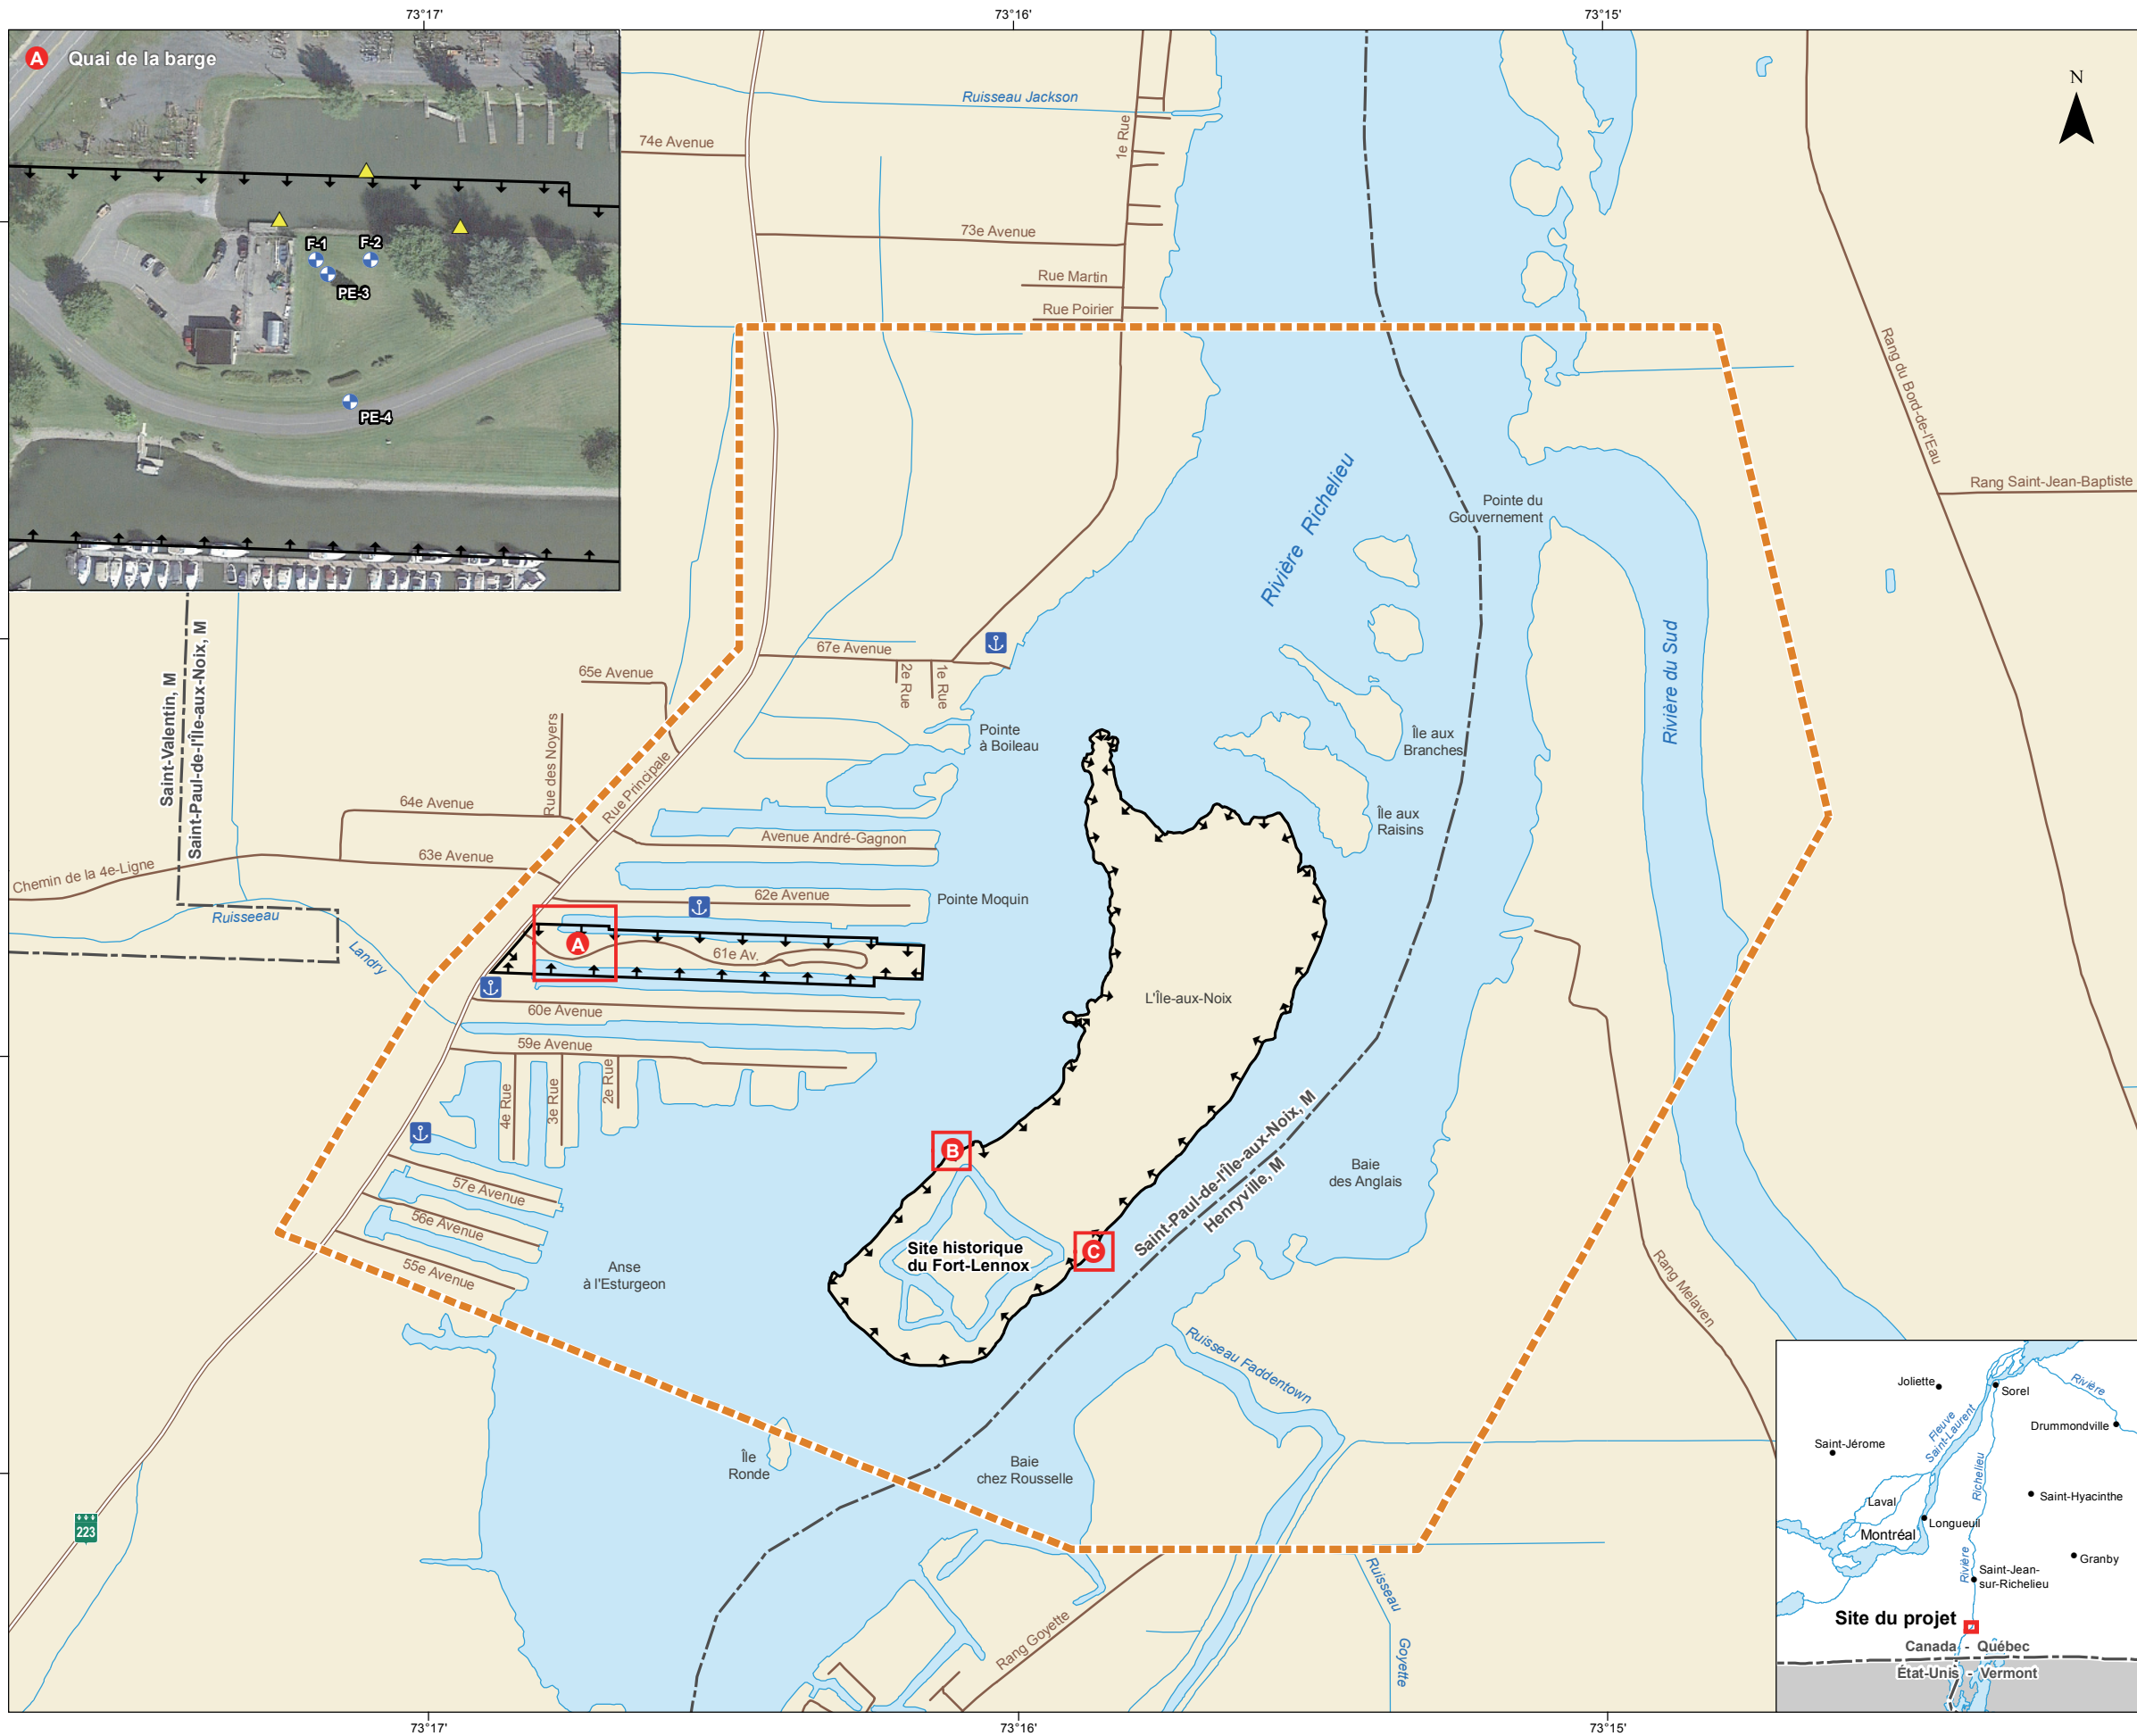 73°17'
73°16'
73°15'
A Quai de la barge
F-1
F-2
PE-3
PE-4
N
Ruisseau Jackson
74e Avenue
1e Rue
73e Avenue
Rue Martin
Rue Poirier
Rang du Bord-de-l'Eau
Rang Saint-Jean-Baptiste
Pointe du
Gouvernement
Rivière Richelieu
Rivière du Sud
67e Avenue
2e Rue
1e Rue
65e Avenue
Saint-Valentin, M
Saint-Paul-de-l'Île-aux-Noix, M
Pointe
à Boileau
Île aux
Branches
Rue des Noyers
Rue Principale
64e Avenue
Île aux
Raisins
Avenue André-Gagnon
63e Avenue
Chemin de la 4e-Ligne
62e Avenue
Pointe Moquin
Ruisseeau
Landry
A
61e Av.
L'Île-aux-Noix
60e Avenue
59e Avenue
4e Rue
3e Rue
2e Rue
B
Saint-Paul-de-l'Île-aux-Noix, M
Henryville, M
Baie
des Anglais
57e Avenue
56e Avenue
55e Avenue
Site historique
du Fort-Lennox
C
Anse
à l'Esturgeon
Rang Melaven
Ruisseau Faddentown
Île
Ronde
Baie
chez Rousselle
223
Rang Goyette
Ruisseau
Goyette
Joliette
Sorel
Rivière
Drummondville
Fleuve
Saint-Laurent
Saint-Jérome
Richelieu
Saint-Hyacinthe
Laval
Longueuil
Montréal
Granby
Rivière
Saint-Jean-
sur-Richelieu
Site du projet
Canada - Québec
État-Unis - Vermont
73°17'
73°16'
73°15'